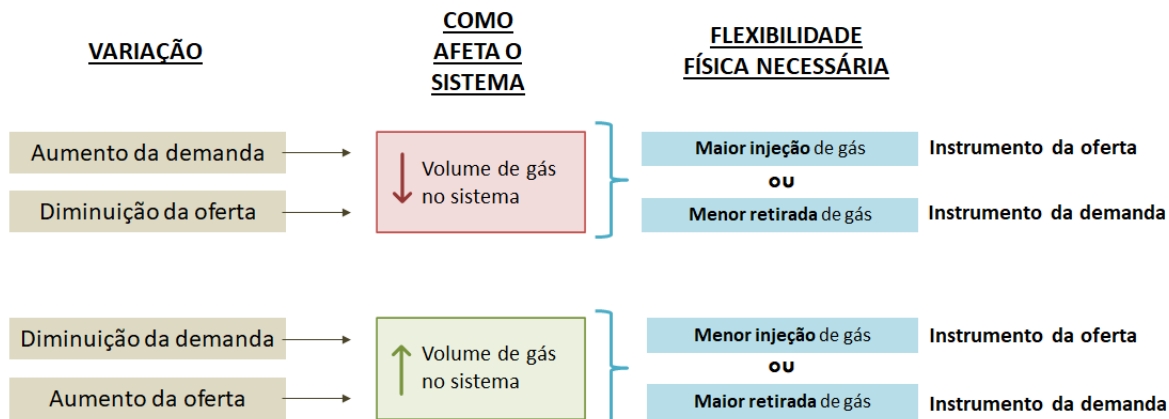 VARIAÇÃO
COMO
AFETA O
SISTEMA
FLEXIBILIDADE
FÍSICA NECESSÁRIA
Aumento da demanda
Diminuição da oferta
Volume de gás
no sistema
Maior injeção de gás
ou
Menor retirada de gás
Instrumento da oferta
Instrumento da demanda
Diminuição da demanda
Aumento da oferta
Volume de gás
no sistema
Menor injeção de gás
ou
Maior retirada de gás
Instrumento da oferta
Instrumento da demanda